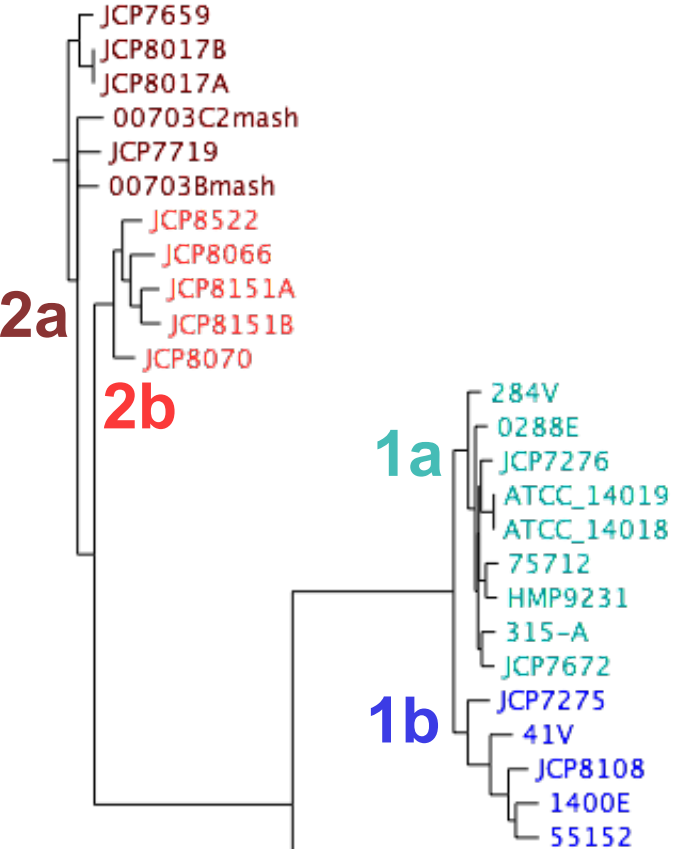 JCP7659
JCP8017B
JCP8017A
00703C2mash
JCP7719
00703Bmash
JCP8522
JCP8066
JCP8151A
2a
JCP8151B
JCP8070
284V
2b
0288E
1a
JCP7276
ATCC_14019
ATCC_14018
75712
HMP9231
315-A
JCP7672
JCP7275
1b
41V
JCP8108
1400E
55152